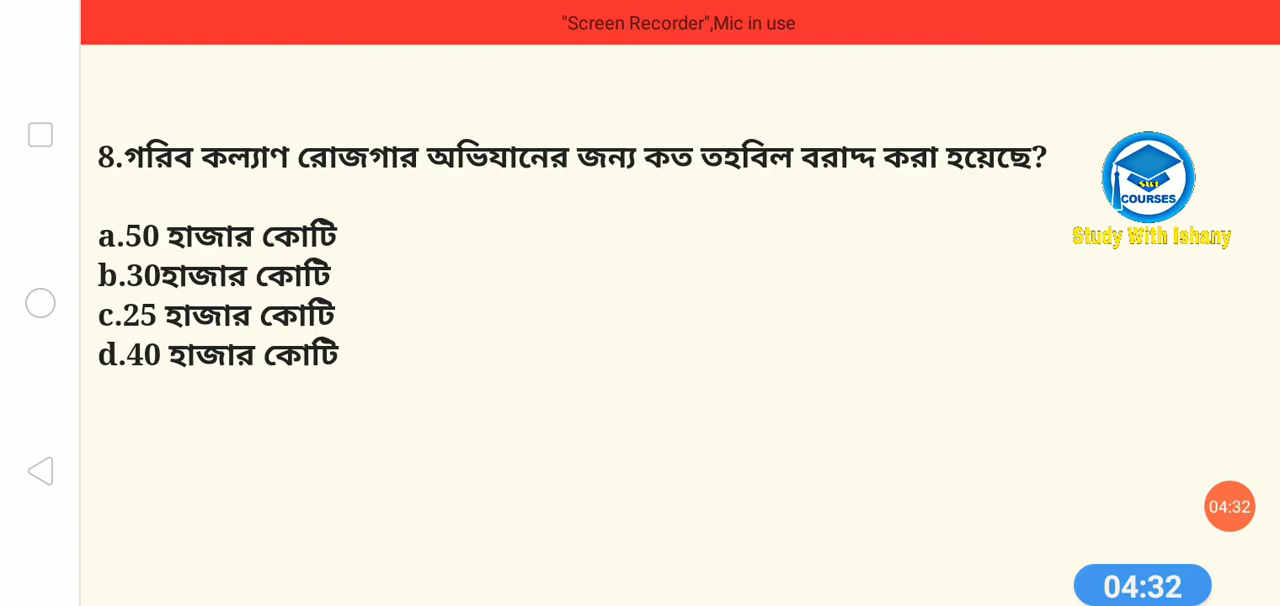 "Screen Recorder",Mic in use
8.গরিব কল্যাণ রোজগার অভিযানের জন্য কত তহবিল বরাদ্দ করা হয়েছে?
SBI
COURSES
Study With Ishany
a.50 হাজার কোটি
b.30হাজার কোটি
c.25 হাজার কোটি
d.40 হাজার কোটি
04:32
04:32